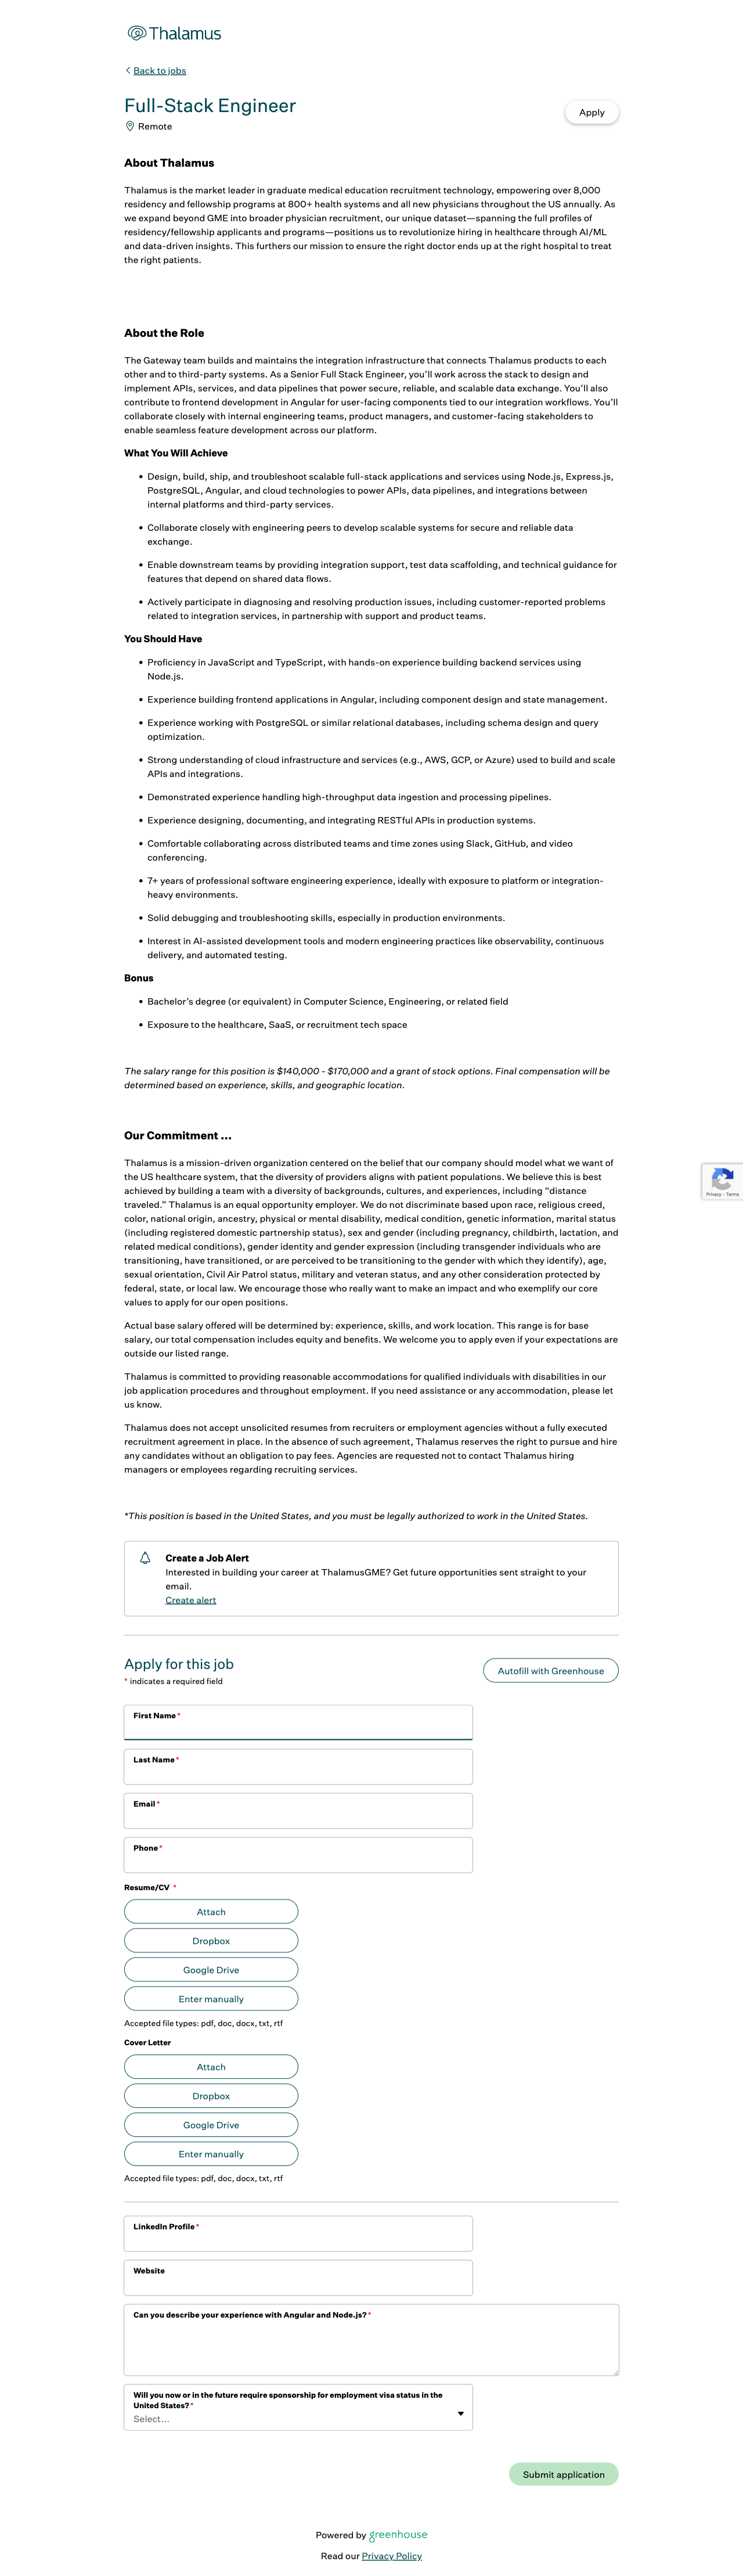 Thalamus
Back to jobs
Full-Stack Engineer
Apply
Remote
About Thalamus
Thalamus is the market leader in graduate medical education recruitment technology, empowering over 8,000
residency and fellowship programs at 800+ health systems and all new physicians throughout the US annually. As
we expand beyond GME into broader physician recruitment, our unique dataset—spanning the full profiles of
residency/fellowship applicants and programs—positions us to revolutionize hiring in healthcare through AI/ML
and data-driven insights. This furthers our mission to ensure the right doctor ends up at the right hospital to treat
the right patients.
About the Role
The Gateway team builds and maintains the integration infrastructure that connects Thalamus products to each
other and to third-party systems. As a Senior Full Stack Engineer, you'll work across the stack to design and
implement APIs, services, and data pipelines that power secure, reliable, and scalable data exchange. You'll also
contribute to frontend development in Angular for user-facing components tied to our integration workflows. You'll
collaborate closely with internal engineering teams, product managers, and customer-facing stakeholders to
enable seamless feature development across our platform.
What You Will Achieve
• Design, build, ship, and troubleshoot scalable full-stack applications and services using Node.js, Express.js,
PostgreSQL, Angular, and cloud technologies to power APIs, data pipelines, and integrations between
internal platforms and third-party services.
• Collaborate closely with engineering peers to develop scalable systems for secure and reliable data
exchange.
• Enable downstream teams by providing integration support, test data scaffolding, and technical guidance for
features that depend on shared data flows.
• Actively participate in diagnosing and resolving production issues, including customer-reported problems
related to integration services, in partnership with support and product teams.
You Should Have
• Proficiency in JavaScript and TypeScript, with hands-on experience building backend services using
Node.js.
• Experience building frontend applications in Angular, including component design and state management.
• Experience working with PostgreSQL or similar relational databases, including schema design and query
optimization.
• Strong understanding of cloud infrastructure and services (e.g., AWS, GCP, or Azure) used to build and scale
APIs and integrations.
• Demonstrated experience handling high-throughput data ingestion and processing pipelines.
• Experience designing, documenting, and integrating RESTful APIs in production systems.
• Comfortable collaborating across distributed teams and time zones using Slack, GitHub, and video
conferencing.
• 7+ years of professional software engineering experience, ideally with exposure to platform or integration-
heavy environments.
• Solid debugging and troubleshooting skills, especially in production environments.
• Interest in AI-assisted development tools and modern engineering practices like observability, continuous
delivery, and automated testing.
Bonus
• Bachelor's degree (or equivalent) in Computer Science, Engineering, or related field
• Exposure to the healthcare, SaaS, or recruitment tech space
The salary range for this position is $140,000 - $170,000 and a grant of stock options. Final compensation will be
determined based on experience, skills, and geographic location.
Our Commitment ...
Thalamus is a mission-driven organization centered on the belief that our company should model what we want of
the US healthcare system, that the diversity of providers aligns with patient populations. We believe this is best
achieved by building a team with a diversity of backgrounds, cultures, and experiences, including “distance
traveled.” Thalamus is an equal opportunity employer. We do not discriminate based upon race, religious creed,
color, national origin, ancestry, physical or mental disability, medical condition, genetic information, marital status
(including registered domestic partnership status), sex and gender (including pregnancy, childbirth, lactation, and
related medical conditions), gender identity and gender expression (including transgender individuals who are
transitioning, have transitioned, or are perceived to be transitioning to the gender with which they identify), age,
sexual orientation, Civil Air Patrol status, military and veteran status, and any other consideration protected by
federal, state, or local law. We encourage those who really want to make an impact and who exemplify our core
values to apply for our open positions.
Privacy - Terms
Actual base salary offered will be determined by: experience, skills, and work location. This range is for base
salary, our total compensation includes equity and benefits. We welcome you to apply even if your expectations are
outside our listed range.
Thalamus is committed to providing reasonable accommodations for qualified individuals with disabilities in our
job application procedures and throughout employment. If you need assistance or any accommodation, please let
us know.
Thalamus does not accept unsolicited resumes from recruiters or employment agencies without a fully executed
recruitment agreement in place. In the absence of such agreement, Thalamus reserves the right to pursue and hire
any candidates without an obligation to pay fees. Agencies are requested not to contact Thalamus hiring
managers or employees regarding recruiting services.
*This position is based in the United States, and you must be legally authorized to work in the United States.
Create a Job Alert
Interested in building your career at ThalamusGME? Get future opportunities sent straight to your
email.
Create alert
Apply for this job
Autofill with Greenhouse
* indicates a required field
First Name*
Last Name*
Email*
Phone*
Resume/CV *
Attach
Dropbox
Google Drive
Enter manually
Accepted file types: pdf, doc, docx, txt, rtf
Cover Letter
Attach
Dropbox
Google Drive
Enter manually
Accepted file types: pdf, doc, docx, txt, rtf
LinkedIn Profile*
Website
Can you describe your experience with Angular and Node.js?*
Will you now or in the future require sponsorship for employment visa status in the
United States?*
Select...
Submit application
Powered by greenhouse
Read our Privacy Policy